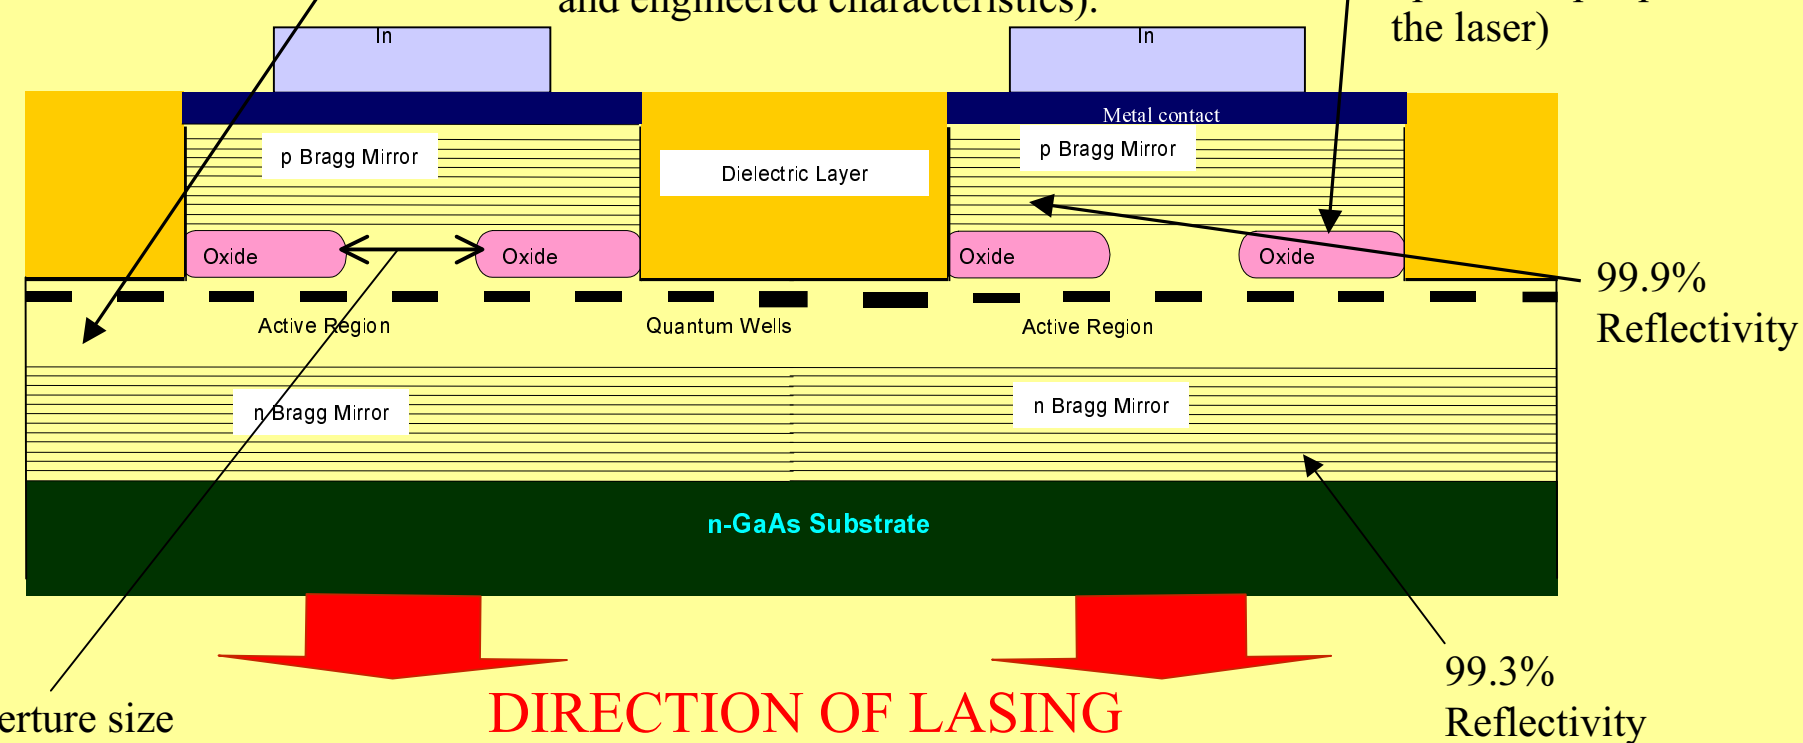 and engineered characteristics).
the laser)
In
In
Metal contact
p Bragg Mirror
p Bragg Mirror
Dielectric Layer
Oxide
Oxide
Oxide
Oxide
99.9%
Reflectivity
Active Region
Quantum Wells
Active Region
n Bragg Mirror
n Bragg Mirror
n-GaAs Substrate
99.3%
Reflectivity
DIRECTION OF LASING
size